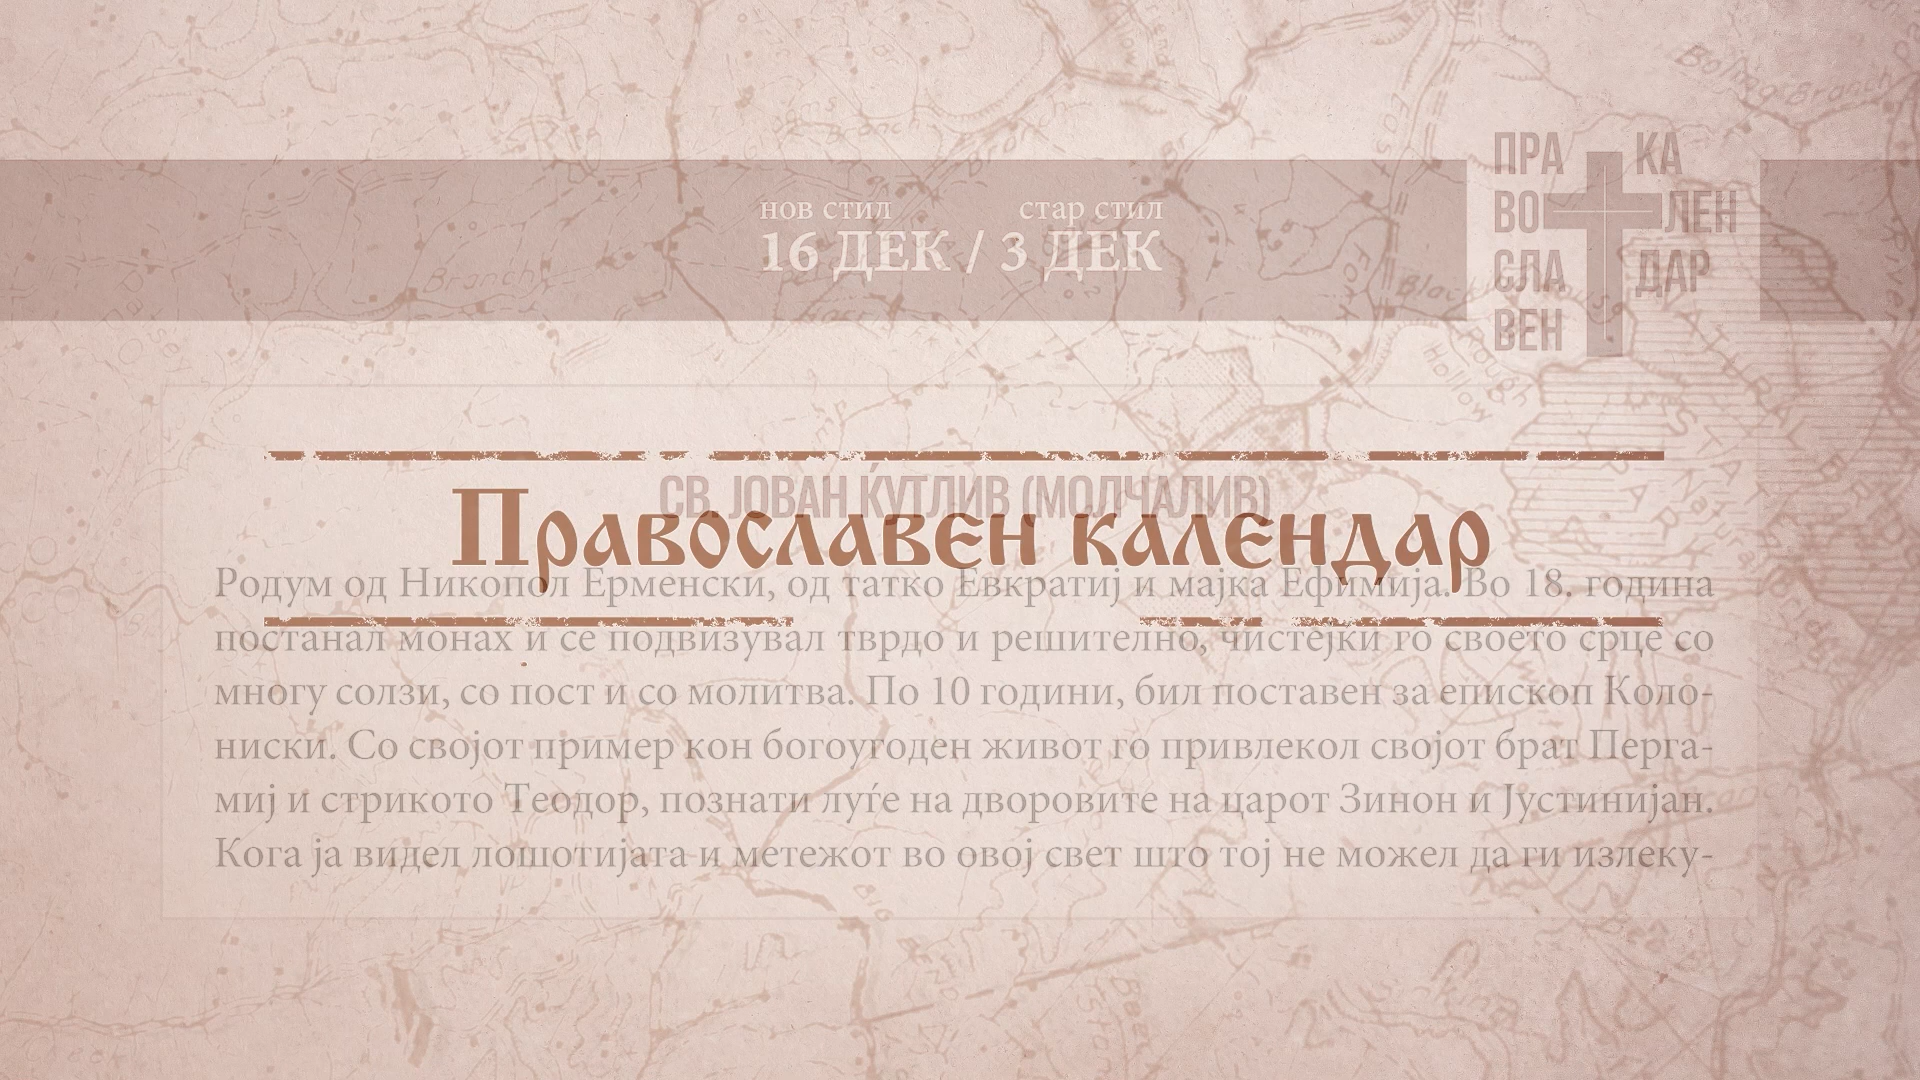 нов стил стар стил
16 ДЕК / 3 ДЕК
ПРА КА
ВО ЛЕН
СЛА ДАР
ВЕН
СВ. ЈОВАН ЌУТЛИВ (МОЛЧАЛИВ)
Православен календар
Родум од Никопол Ерменски, од татко Евкратиј и мајка Ефимија. Во 18. година
постанал монах и се подвизувал тврдо и решително, чистејќи го своето срце со
многу солзи, со пост и со молитва. По 10 години, бил поставен за епископ Коло-
ниски. Со својот пример кон богоугоден живот го привлекол својот брат Перга-
миј и стрикото Теодор, познати луѓе на дворовите на царот Зинон и Јустинијан.
Кога ја видел лошотијата и метежот во овој свет што тој не можел да ги излеку-
Branch
Boling Branch
Hollow